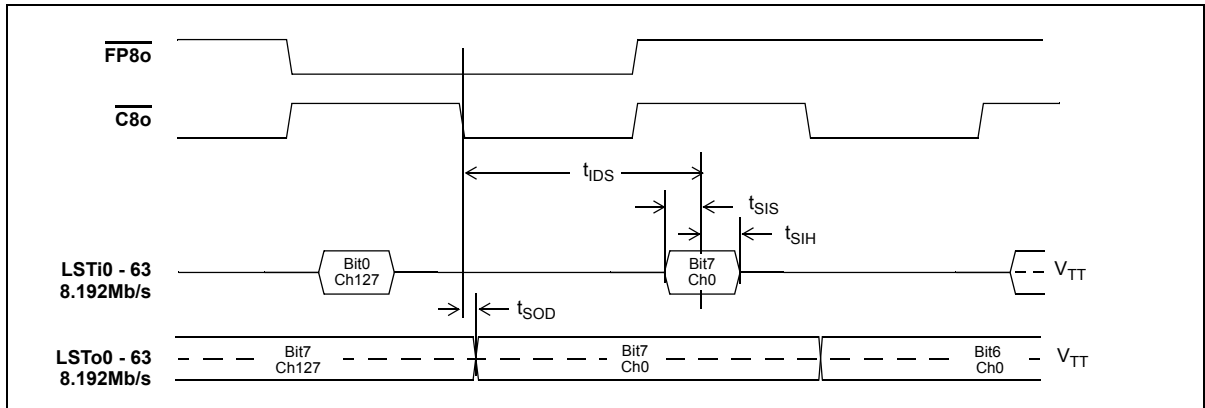 FP8o
C8o
tIDS
tSIS
tSIH
LSTi0 - 63
8.192Mb/s
Bit0
Ch127
Bit7
Ch0
VTT
tSOD
LSTo0 - 63
8.192Mb/s
Bit7
Ch127
Bit7
Ch0
Bit6
Ch0
VTT